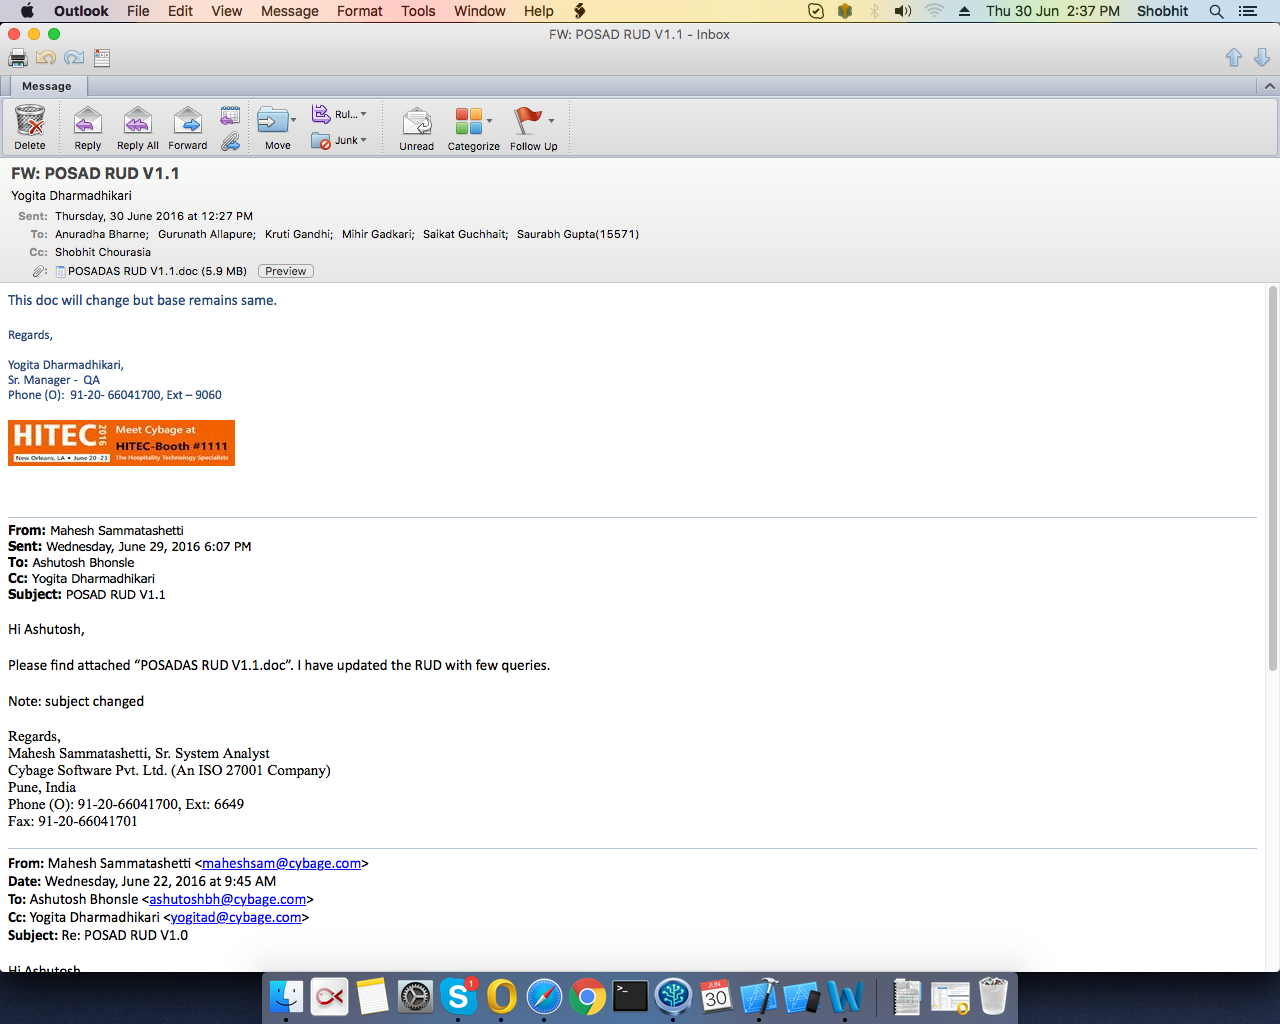 Outlook File Edit View Message Format Tools Window Help Thu 30 Jun 2:37 PM Shobhit
FW: POSAD RUD V1.1 - Inbox
Message
Delete Reply Reply All Forward Move Rul... Junk Unread Categorize Follow Up
FW: POSAD RUD V1.1
Yogita Dharmadhikari
Sent: Thursday, 30 June 2016 at 12:27 PM
To: Anuradha Bharne; Gurunath Allapure; Kruti Gandhi; Mihir Gadkari; Saikat Guchhait; Saurabh Gupta(15571)
Cc: Shobhit Chourasia
POSADAS RUD V1.1.doc (5.9 MB) Preview
This doc will change but base remains same.
Regards,
Yogita Dharmadhikari,
Sr. Manager - QA
Phone (O): 91-20- 66041700, Ext – 9060
HITEC 2016 Meet Cybage at
HITEC-Booth #1111
New Orleans, LA • June 20-23 The Hospitality Technology Specialists
From: Mahesh Sammatashetti
Sent: Wednesday, June 29, 2016 6:07 PM
To: Ashutosh Bhonsle
Cc: Yogita Dharmadhikari
Subject: POSAD RUD V1.1
Hi Ashutosh,
Please find attached “POSADAS RUD V1.1.doc”. I have updated the RUD with few queries.
Note: subject changed
Regards,
Mahesh Sammatashetti, Sr. System Analyst
Cybage Software Pvt. Ltd. (An ISO 27001 Company)
Pune, India
Phone (O): 91-20-66041700, Ext: 6649
Fax: 91-20-66041701
From: Mahesh Sammatashetti <maheshsam@cybage.com>
Date: Wednesday, June 22, 2016 at 9:45 AM
To: Ashutosh Bhonsle <ashutoshbh@cybage.com>
Cc: Yogita Dharmadhikari <yogitad@cybage.com>
Subject: Re: POSAD RUD V1.0
Hi Ashutosh
1
JUN
30